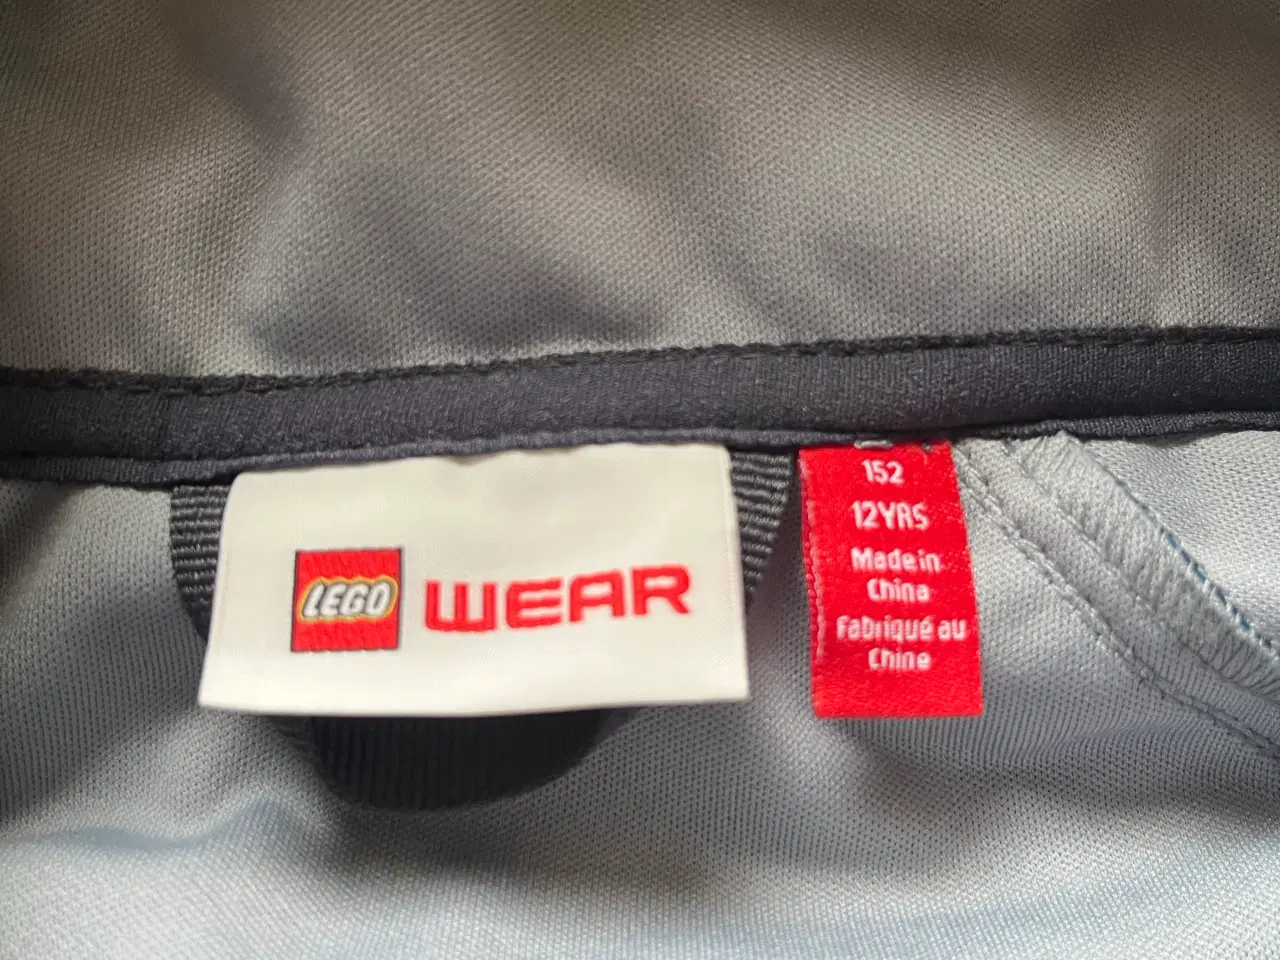 LEGO WEAR
152
12YRS
Made in
China
Fabriqué au
Chine